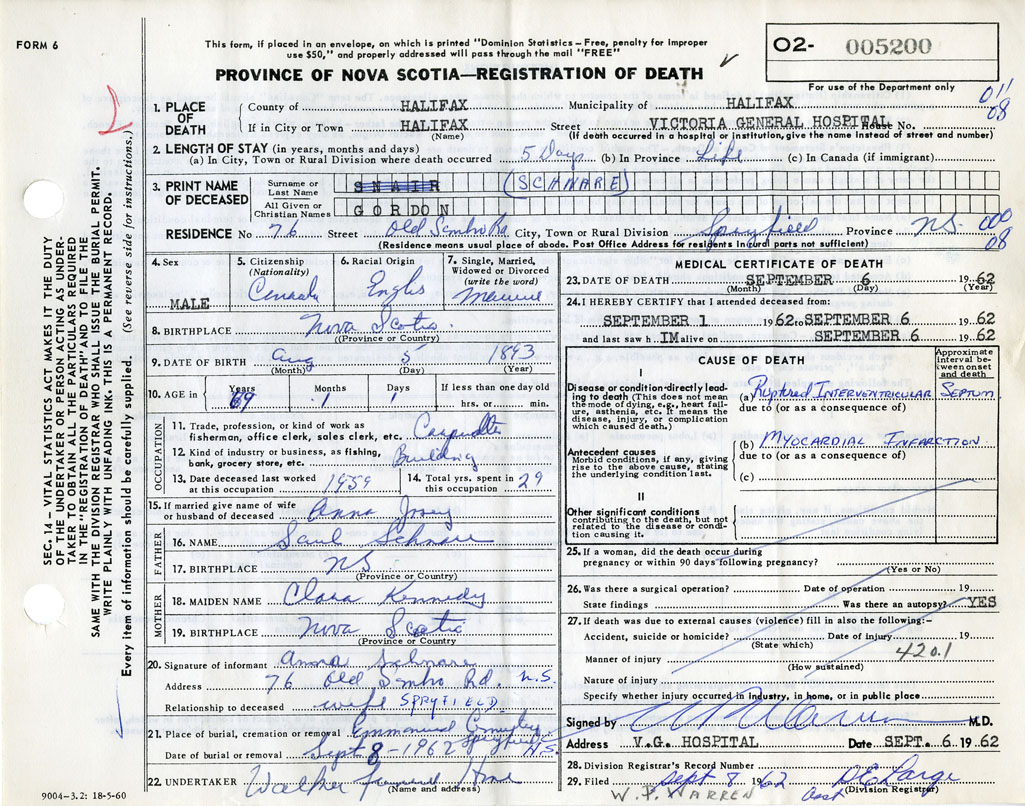 FORM 6
This form, if placed in an envelope, on which is printed "Dominion Statistics – Free, penalty for improper
use $50," and properly addressed will pass through the mail "FREE"
O2- 005200
For use of the Department only
PROVINCE OF NOVA SCOTIA—REGISTRATION OF DEATH
SEC. 14 – VITAL STATISTICS ACT MAKES IT THE DUTY
OF THE UNDERTAKER OR PERSON ACTING AS UNDER-
TAKER TO OBTAIN ALL THE PARTICULARS REQUIRED
IN THE "REGISTRATION OF DEATH" AND TO FILE THE
SAME WITH THE DIVISION REGISTRAR WHO SHALL ISSUE THE BURIAL PERMIT.
WRITE PLAINLY WITH UNFADING INK. THIS IS A PERMANENT RECORD.
Every item of information should be carefully supplied. (See reverse side for instructions.)
1. PLACE OF DEATH
County of HALIFAX Municipality of HALIFAX
If in City or Town HALIFAX Street VICTORIA GENERAL HOSPITAL No.
(Name) (If death occurred in a hospital or institution, give the name instead of street and number)
011
08
2. LENGTH OF STAY (in years, months and days)
(a) In City, Town or Rural Division where death occurred 5 Days (b) In Province Life (c) In Canada (if immigrant)
3. PRINT NAME OF DECEASED
Surname or Last Name SNAIR (SCHNARE)
All Given or Christian Names GORDON
RESIDENCE No 76 Street Old Sambro Rd City, Town or Rural Division Spryfield Province NS
(Residence means usual place of abode. Post Office Address for residents in rural parts not sufficient)
000
08
4. Sex MALE
5. Citizenship (Nationality) Canada
6. Racial Origin Englis
7. Single, Married, Widowed or Divorced (write the word)
8. BIRTHPLACE Nova Scotia
(Province or Country)
9. DATE OF BIRTH Aug 5 1893
(Month) (Day) (Year)
10. AGE in Years 69 Months 1 Days 1 If less than one day old hrs. or min.
OCCUPATION
11. Trade, profession, or kind of work as
fisherman, office clerk, sales clerk, etc.
12. Kind of industry or business, as fishing,
bank, grocery store, etc. Building
13. Date deceased last worked at this occupation 1959
14. Total yrs. spent in this occupation 29
15. If married give name of wife or husband of deceased Anna
FATHER
16. NAME Saul Schnare
17. BIRTHPLACE NS
(Province or Country)
MOTHER
18. MAIDEN NAME Clara Kennedy
19. BIRTHPLACE Nova Scotia
(Province or Country
20. Signature of informant Anna Schnare
Address 76 Old Sambro Rd. N.S.
Relationship to deceased wife SPRYFIELD
21. Place of burial, cremation or removal Emmanuel
Date of burial or removal Sept 8 – 1962 N.S.
22. UNDERTAKER Walker Funeral Home
(Name and address)
9004–3.2: 18-5-60
MEDICAL CERTIFICATE OF DEATH
23. DATE OF DEATH SEPTEMBER 6 1962
(Month) (Day) (Year)
24. I HEREBY CERTIFY that I attended deceased from:
SEPTEMBER 1 1962 to SEPTEMBER 6 1962
and last saw h IM alive on SEPTEMBER 6 1962
CAUSE OF DEATH
Approximate interval between onset and death
I
Disease or condition directly lead-
ing to death (This does not mean
the mode of dying, e.g., heart fail-
ure, asthenia, etc. It means the
disease, injury, or complication
which caused death.)
(a) RUPTURED INTERVENTRICULAR SEPTUM
due to (or as a consequence of)
Antecedent causes
Morbid conditions, if any, giving
rise to the above cause, stating
the underlying condition last.
(b) MYOCARDIAL INFARCTION
due to (or as a consequence of)
(c)
II
Other significant conditions
contributing to the death, but not
related to the disease or condi-
tion causing it.
25. If a woman, did the death occur during
pregnancy or within 90 days following pregnancy?
(Yes or No)
26. Was there a surgical operation? Date of operation 19
State findings Was there an autopsy? YES
27. If death was due to external causes (violence) fill in also the following:–
Accident, suicide or homicide? Date of injury 19
(State which)
420.1
Manner of injury
(How sustained)
Nature of injury
Specify whether injury occurred in industry, in home, or in public place
Signed by M.D.
Address V.G. HOSPITAL Date SEPT. 6 1962
28. Division Registrar's Record Number
29. Filed Sept 8 1962
(Division Registrar)
W. P. WARREN